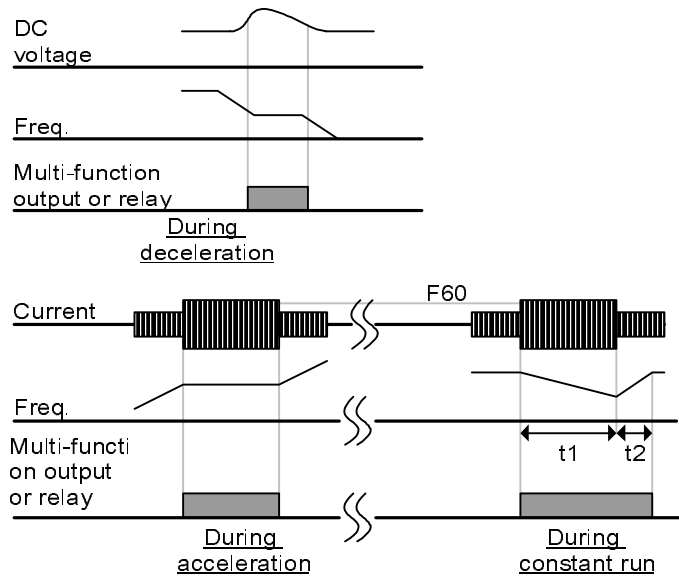 DC
voltage
Freq.
Multi-function
output or relay
During
deceleration
F60
Current
Freq.
t1
t2
Multi-functi
on output
or relay
During
acceleration
During
constant run